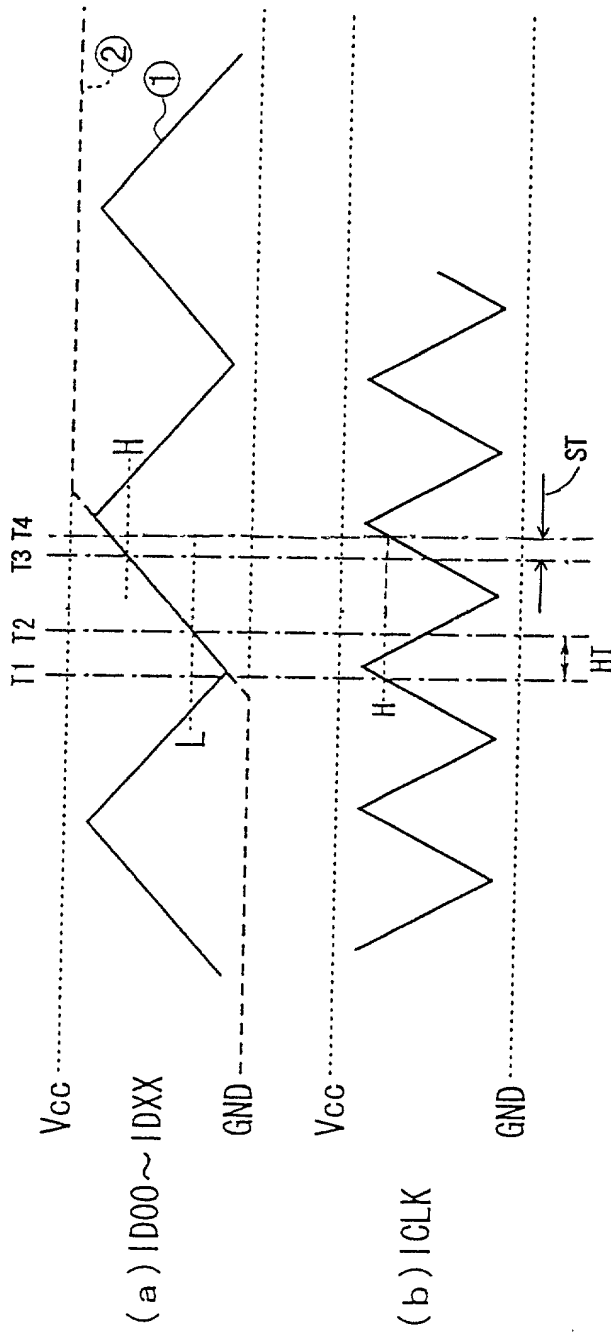 T1 T2 T3 T4
Vcc
②
①
H
L
(a) ID00~IDXX
GND
Vcc
H
(b) ICLK
ST
HT
GND